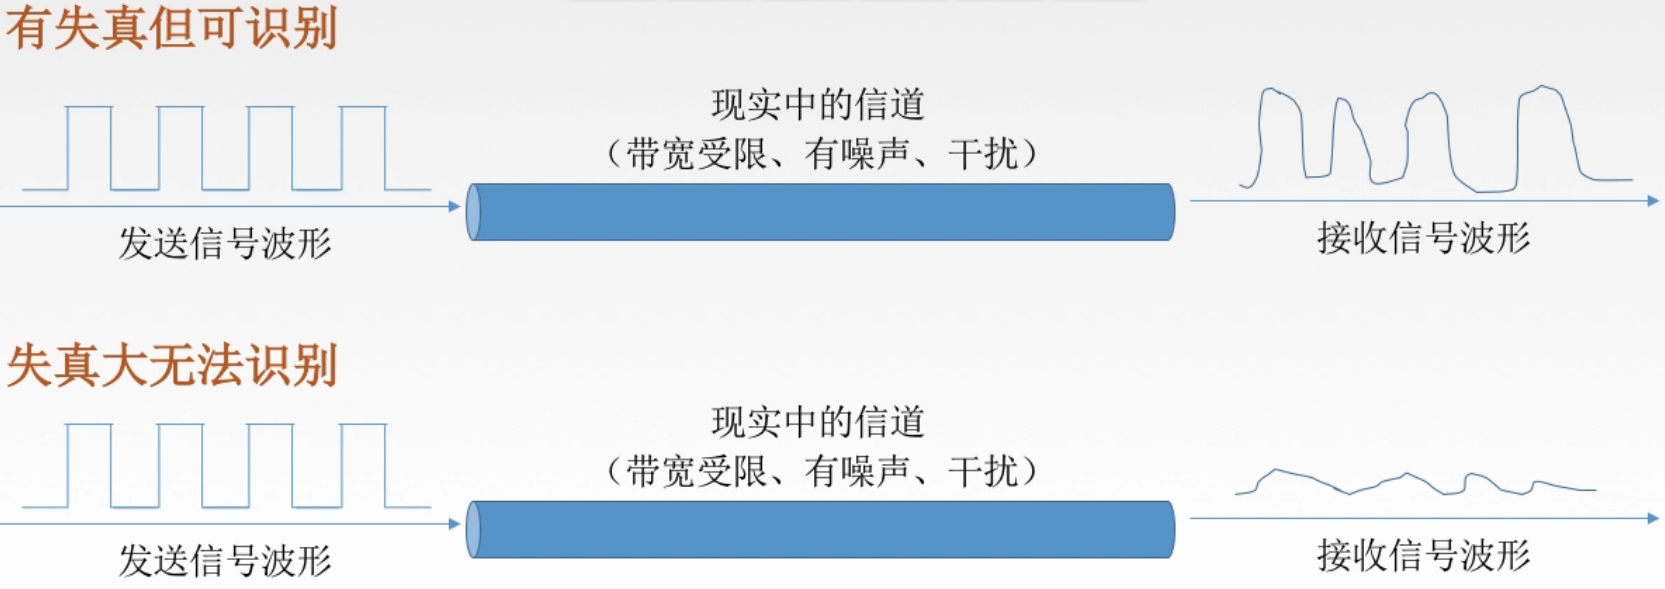 有失真但可识别
现实中的信道
（带宽受限、有噪声、干扰）
发送信号波形
接收信号波形
失真大无法识别
现实中的信道
（带宽受限、有噪声、干扰）
发送信号波形
接收信号波形